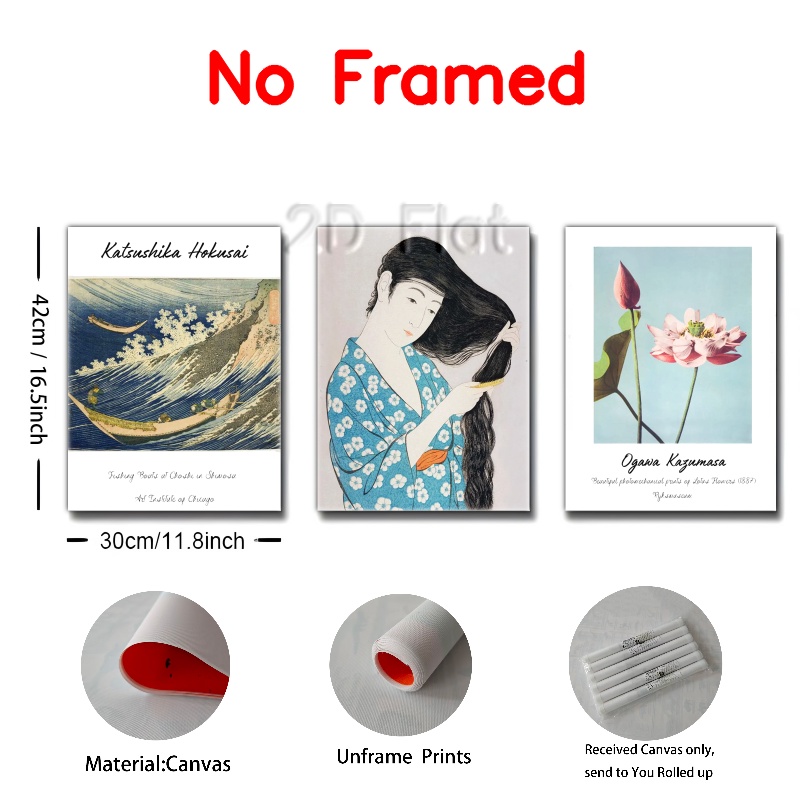 No Framed
2D Flat
Katsushika Hokusai
Fishing Boats at Choshi in Shimosa
Art Institute of Chicago
42cm / 16.5inch
30cm/11.8inch
Ogawa Kazumasa
Beautiful photomechanical prints of Lotus Flowers (1887)
Material:Canvas
Unframe Prints
Received Canvas only,
send to You Rolled up